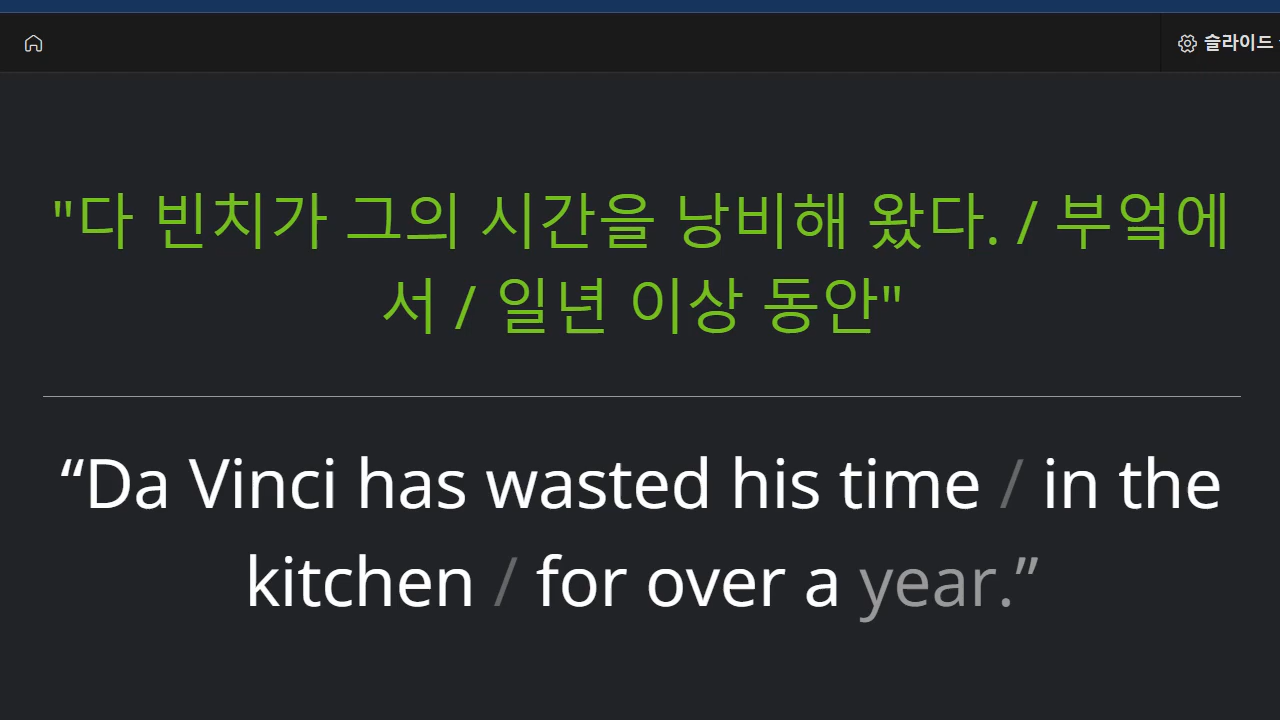 슬라이드
"다 빈치가 그의 시간을 낭비해 왔다. / 부엌에
서 / 일년 이상 동안"
“Da Vinci has wasted his time / in the
kitchen / for over a year.”